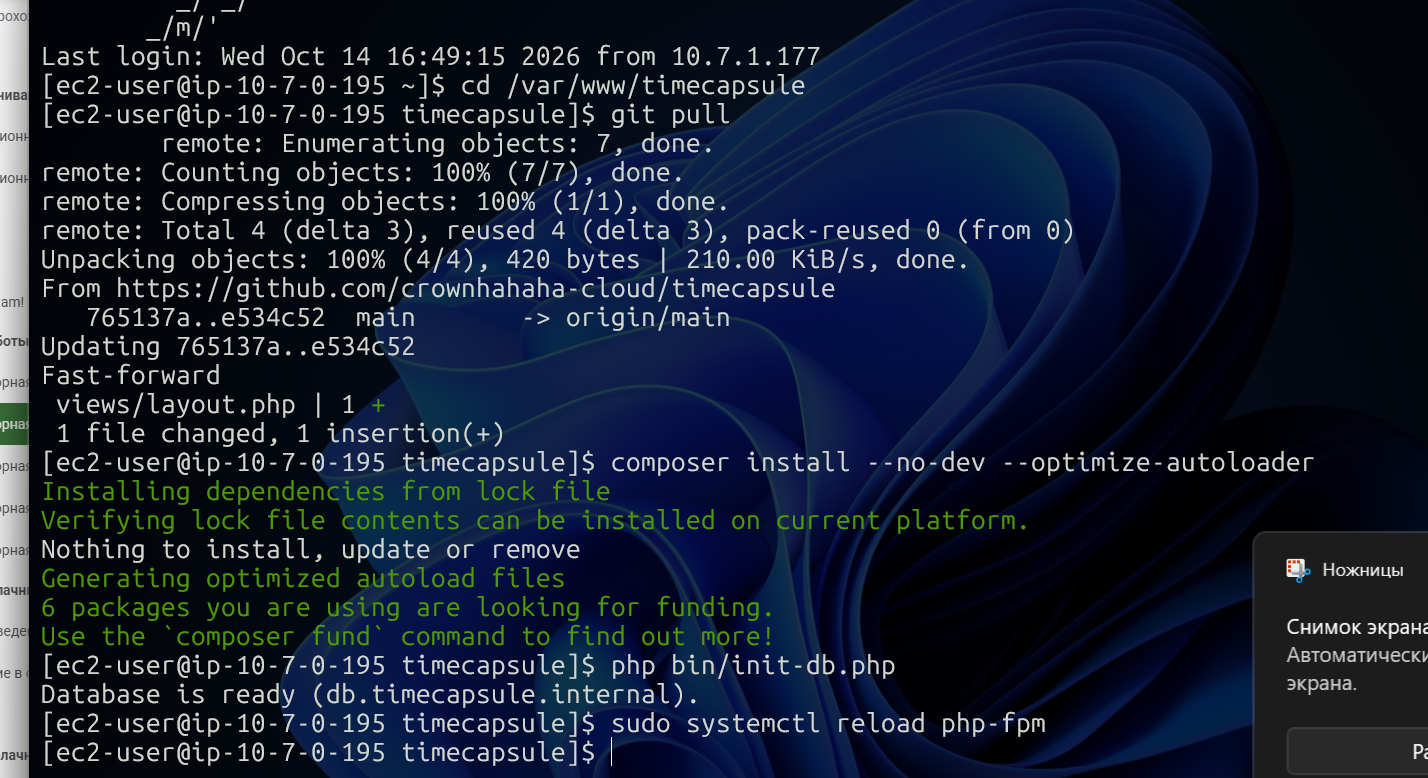 _/ _/
_/m/'
Last login: Wed Oct 14 16:49:15 2026 from 10.7.1.177
[ec2-user@ip-10-7-0-195 ~]$ cd /var/www/timecapsule
[ec2-user@ip-10-7-0-195 timecapsule]$ git pull
remote: Enumerating objects: 7, done.
remote: Counting objects: 100% (7/7), done.
remote: Compressing objects: 100% (1/1), done.
remote: Total 4 (delta 3), reused 4 (delta 3), pack-reused 0 (from 0)
Unpacking objects: 100% (4/4), 420 bytes | 210.00 KiB/s, done.
From https://github.com/crownhahaha-cloud/timecapsule
765137a..e534c52  main       -> origin/main
Updating 765137a..e534c52
Fast-forward
views/layout.php | 1 +
1 file changed, 1 insertion(+)
[ec2-user@ip-10-7-0-195 timecapsule]$ composer install --no-dev --optimize-autoloader
Installing dependencies from lock file
Verifying lock file contents can be installed on current platform.
Nothing to install, update or remove
Generating optimized autoload files
6 packages you are using are looking for funding.
Use the `composer fund` command to find out more!
[ec2-user@ip-10-7-0-195 timecapsule]$ php bin/init-db.php
Database is ready (db.timecapsule.internal).
[ec2-user@ip-10-7-0-195 timecapsule]$ sudo systemctl reload php-fpm
[ec2-user@ip-10-7-0-195 timecapsule]$
Ножницы
Снимок экрана
Автоматически
экрана.